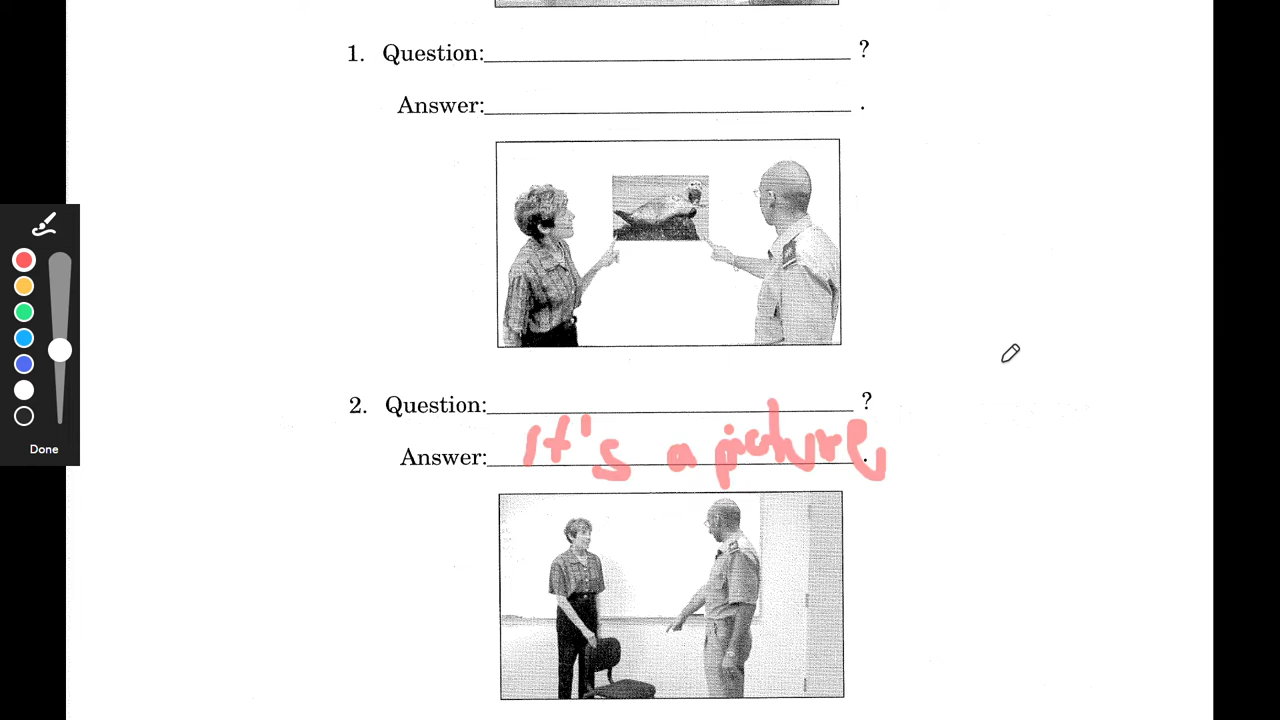 1. Question: ?
Answer: .
2. Question: ?
Answer: It's a picture .
Done